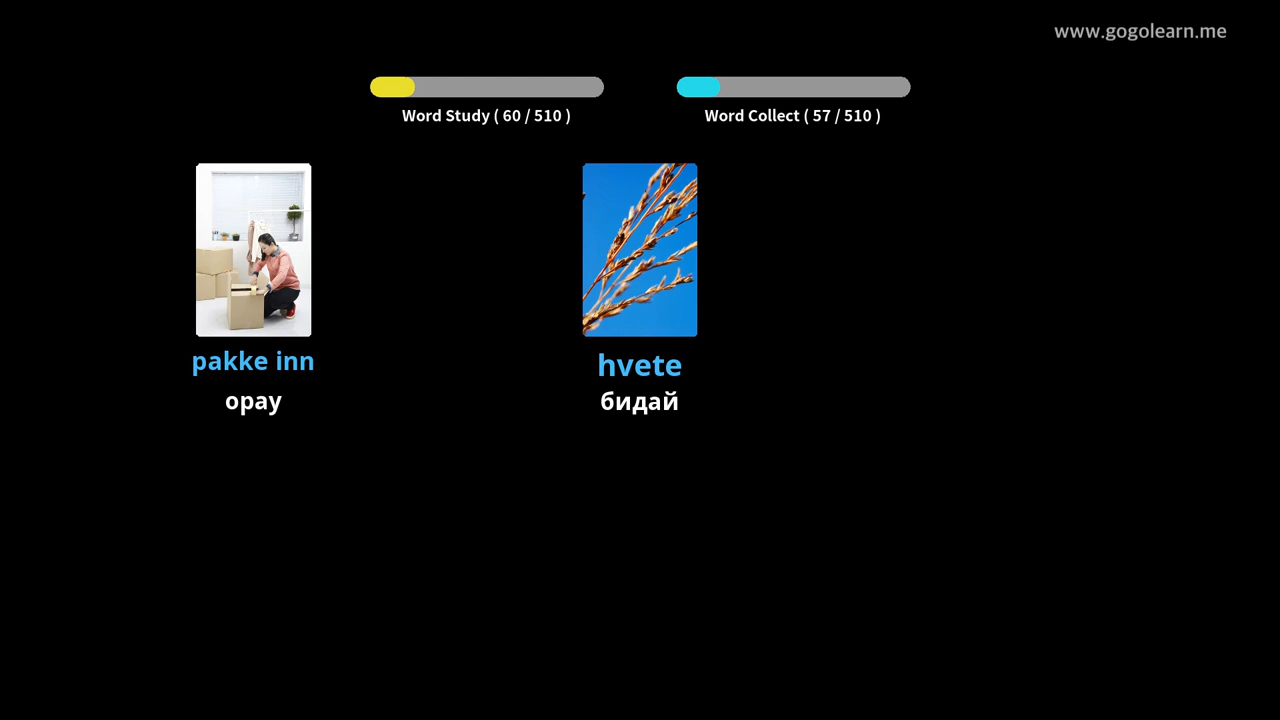 www.gogolearn.me
Word Study ( 60 / 510 )
Word Collect ( 57 / 510 )
pakke inn
орау
hvete
бидай